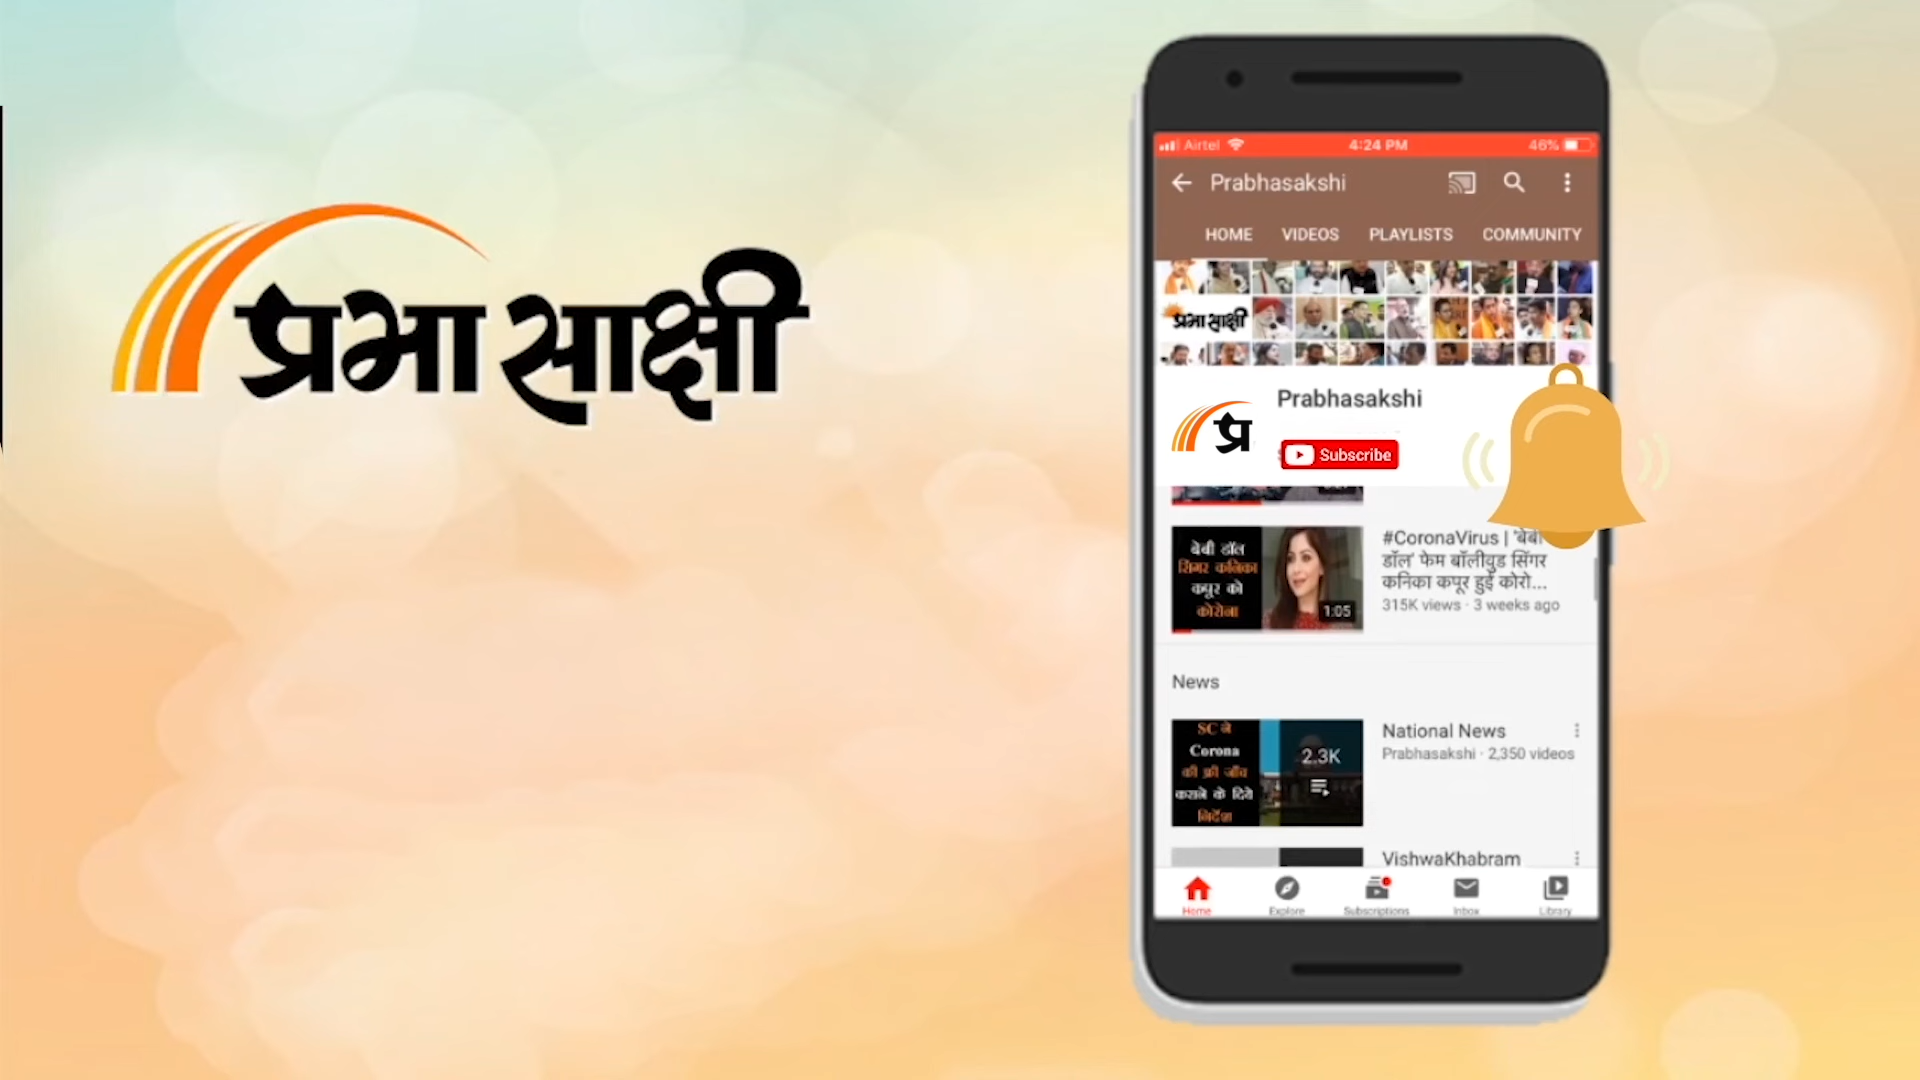 प्रभासाक्षी
Airtel 4:24 PM 46%
Prabhasakshi
HOME VIDEOS PLAYLISTS COMMUNITY
प्रभासाक्षी
Prabhasakshi
प्र
Subscribe
बेबी डॉल
सिंगर कनिका
कपूर को
कोरोना
1:05
#CoronaVirus | 'बेबी
डॉल' फेम बॉलीवुड सिंगर
कनिका कपूर हुईं कोरो...
315K views · 3 weeks ago
News
SC ने
Corona
की फ्री जाँच
कराने के दिये
निर्देश
2.3K
National News
Prabhasakshi · 2,350 videos
VishwaKhabram
Home Explore Subscriptions Inbox Library